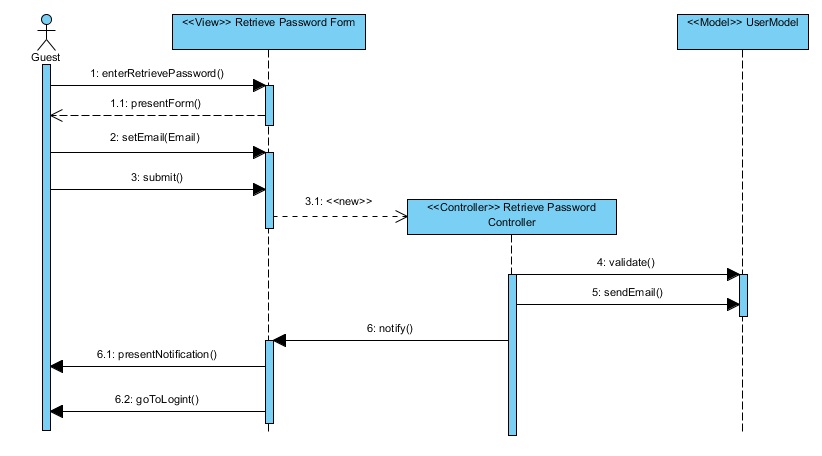 <<View>> Retrieve Password Form
<<Model>> UserModel
Guest
1: enterRetrievePassword()
1.1: presentForm()
2: setEmail(Email)
3: submit()
3.1: <<new>>
<<Controller>> Retrieve Password
Controller
4: validate()
5: sendEmail()
6: notify()
6.1: presentNotification()
6.2: goToLogint()